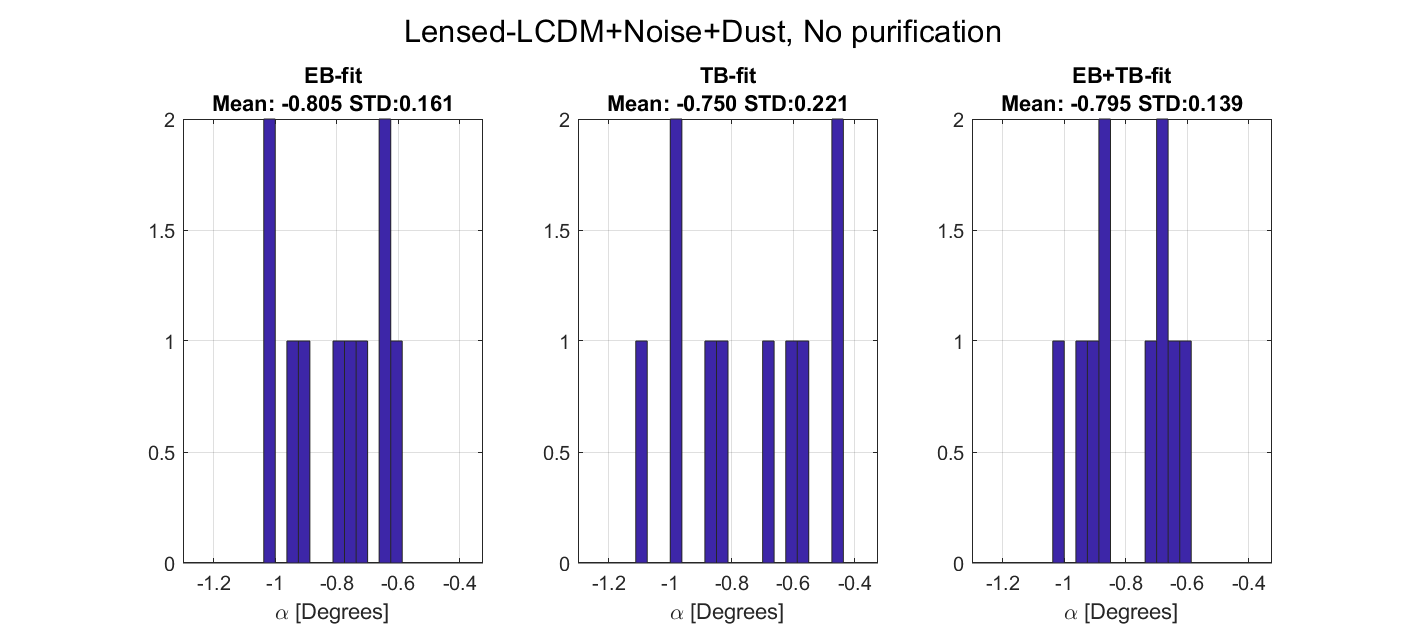 Lensed-LCDM+Noise+Dust, No purification
EB-fit
Mean: -0.805 STD:0.161
2
1.5
1
0.5
0
-1.2 -1 -0.8 -0.6 -0.4
α [Degrees]
TB-fit
Mean: -0.750 STD:0.221
2
1.5
1
0.5
0
-1.2 -1 -0.8 -0.6 -0.4
α [Degrees]
EB+TB-fit
Mean: -0.795 STD:0.139
2
1.5
1
0.5
0
-1.2 -1 -0.8 -0.6 -0.4
α [Degrees]